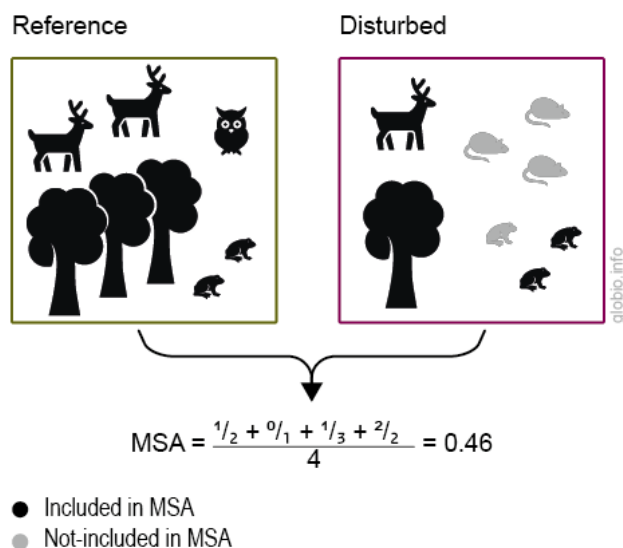 Reference
Disturbed
MSA = ¹/₂ + ⁰/₁ + ¹/₃ + ²/₂ / 4 = 0.46
Included in MSA
Not-included in MSA
globio.info